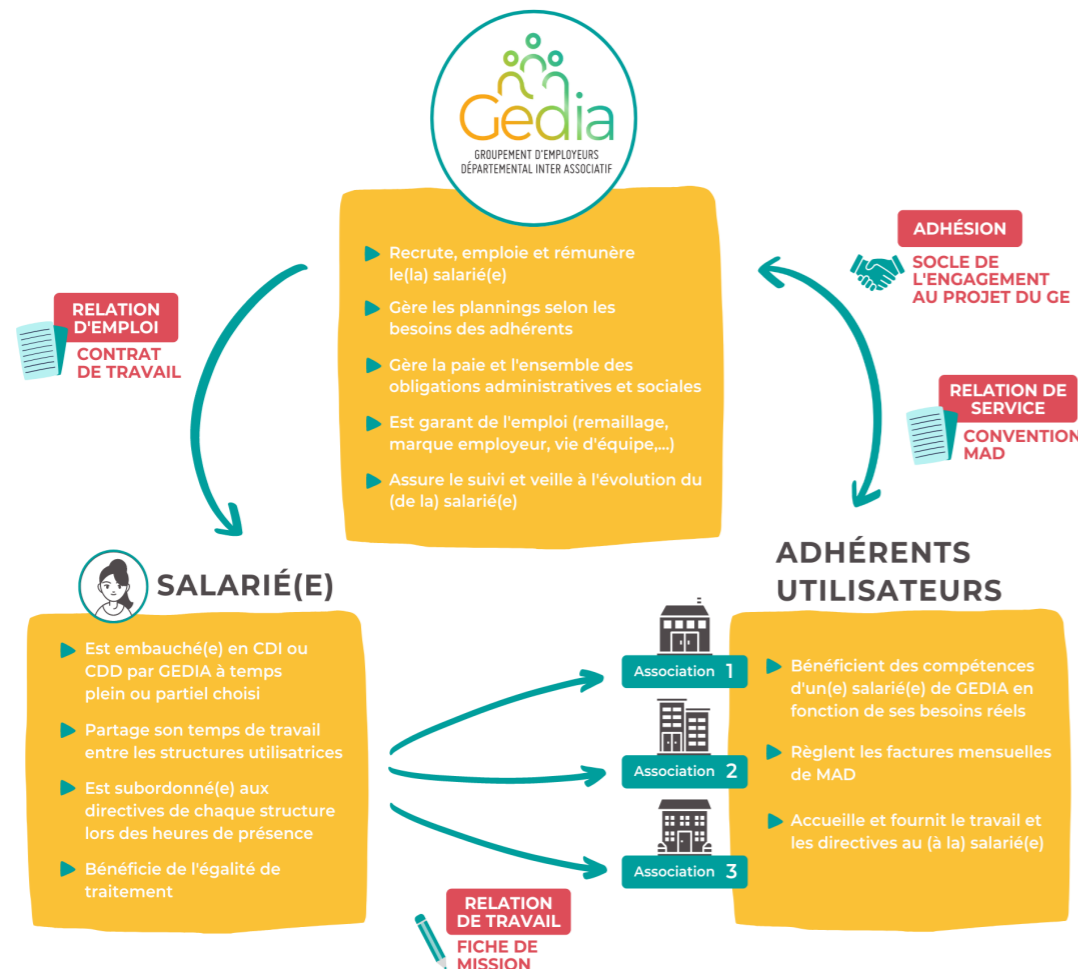 Gedia
GROUPEMENT D'EMPLOYEURS
DÉPARTEMENTAL INTER ASSOCIATIF
Recrute, emploie et rémunère
le(la) salarié(e)
Gère les plannings selon les
besoins des adhérents
Gère la paie et l'ensemble des
obligations administratives et sociales
Est garant de l'emploi (remaillage,
marque employeur, vie d'équipe,...)
Assure le suivi et veille à l'évolution du
(de la) salarié(e)
RELATION
D'EMPLOI
CONTRAT
DE TRAVAIL
ADHÉSION
SOCLE DE
L'ENGAGEMENT
AU PROJET DU GE
RELATION DE
SERVICE
CONVENTION
MAD
SALARIÉ(E)
Est embauché(e) en CDI ou
CDD par GEDIA à temps
plein ou partiel choisi
Partage son temps de travail
entre les structures utilisatrices
Est subordonné(e) aux
directives de chaque structure
lors des heures de présence
Bénéficie de l'égalité de
traitement
RELATION
DE TRAVAIL
FICHE DE
MISSION
ADHÉRENTS
UTILISATEURS
Association 1
Association 2
Association 3
Bénéficient des compétences
d'un(e) salarié(e) de GEDIA en
fonction de ses besoins réels
Règlent les factures mensuelles
de MAD
Accueille et fournit le travail et
les directives au (à la) salarié(e)